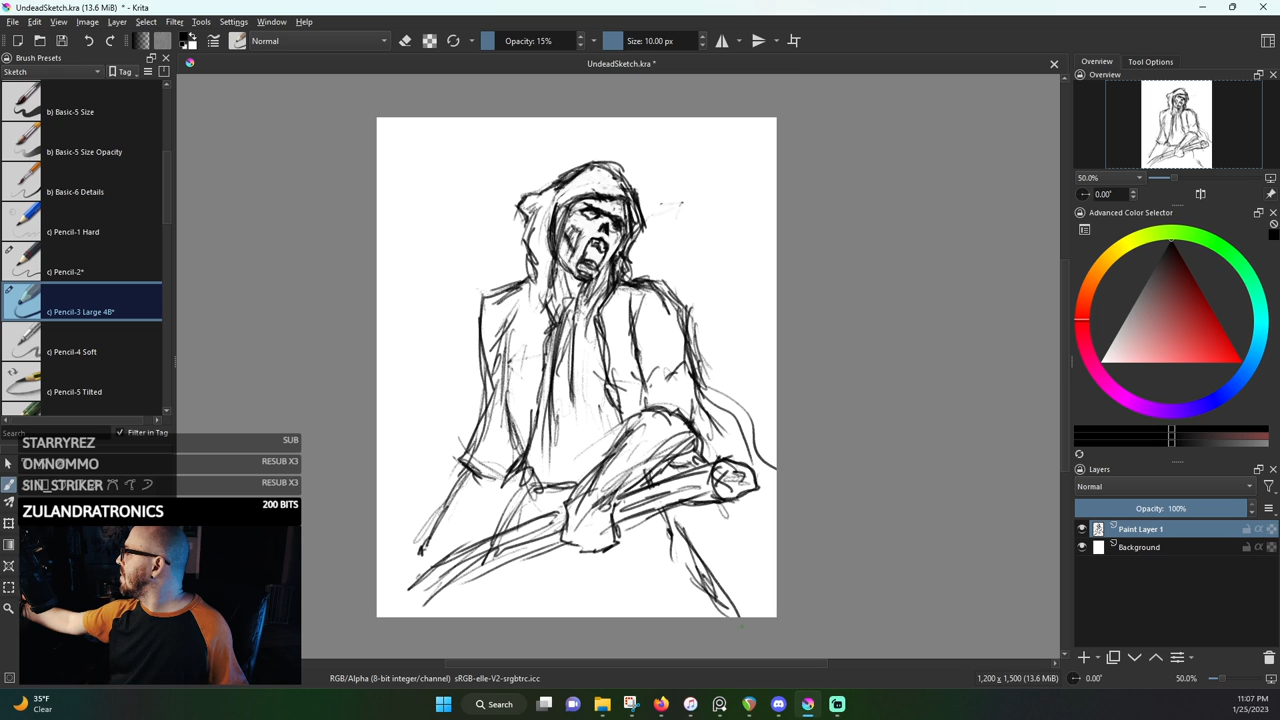 UndeadSketch.kra (13.6 MiB) * - Krita
File Edit View Image Layer Select Filter Tools Settings Window Help
Normal
Opacity: 15%
Size: 10.00 px
Brush Presets
Sketch
Tag
b) Basic-5 Size
b) Basic-5 Size Opacity
b) Basic-6 Details
c) Pencil-1 Hard
c) Pencil-2*
c) Pencil-3 Large 4B*
c) Pencil-4 Soft
c) Pencil-5 Tilted
Search
Filter in Tag
STARRYREZ SUB
OMNØMMO RESUB X3
SIN_STRIKER RESUB X3
ZULANDRATRONICS 200 BITS
UndeadSketch.kra *
Overview Tool Options
Overview
50.0%
0.00°
Advanced Color Selector
Layers
Normal
Opacity: 100%
Paint Layer 1
Background
RGB/Alpha (8-bit integer/channel) sRGB-elle-V2-srgbtrc.icc
1,200 x 1,500 (13.6 MiB)
0.00°
50.0%
35°F
Clear
Search
11:07 PM
1/25/2023